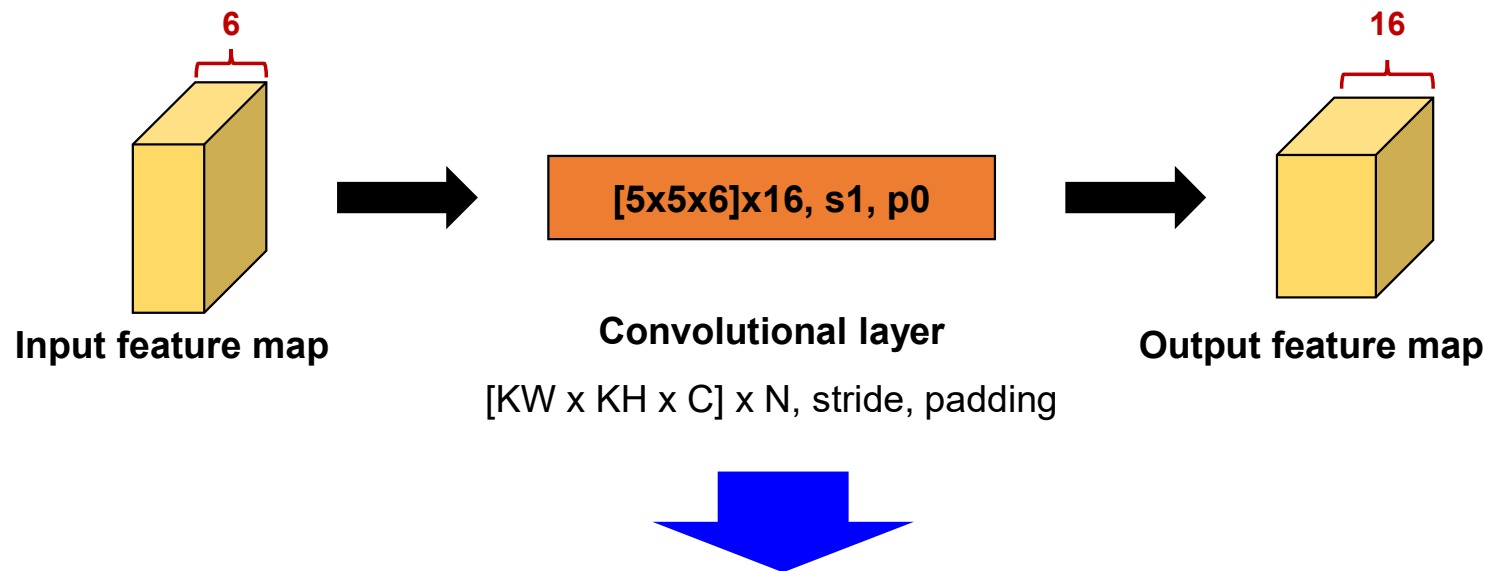 6
16
[5x5x6]x16, s1, p0
Input feature map
Convolutional layer
Output feature map
[KW x KH x C] x N, stride, padding